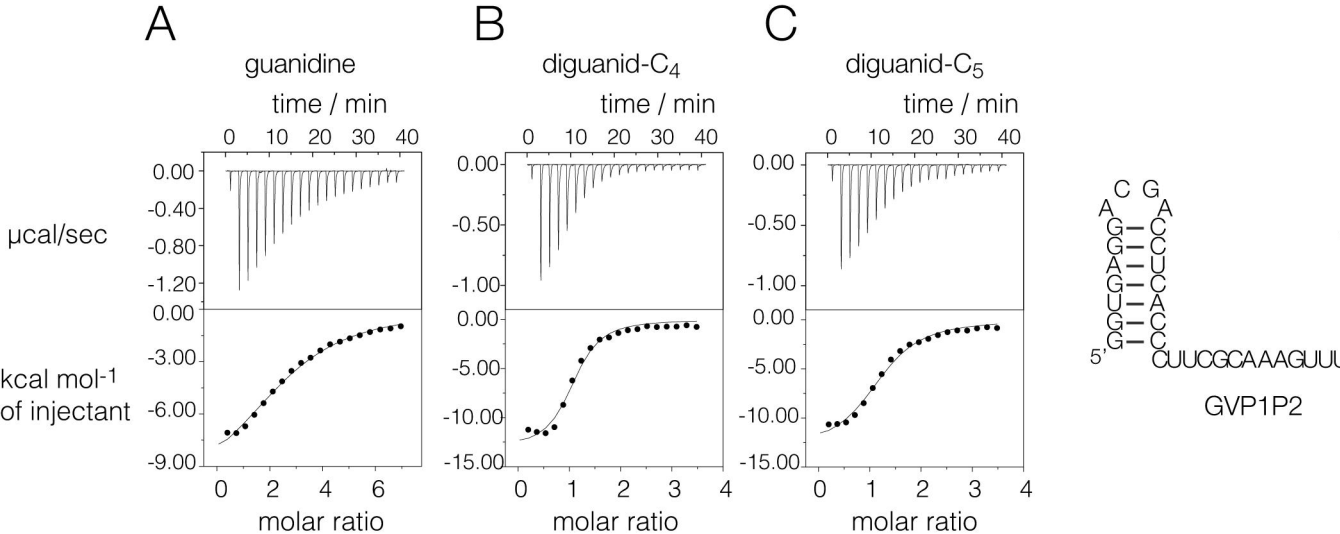 A
guanidine
time / min
0 10 20 30 40
0.00
-0.40
-0.80
-1.20
µcal/sec
0.00
-3.00
-6.00
-9.00
kcal mol-1
of injectant
0 2 4 6
molar ratio
B
diguanid-C4
time / min
0 10 20 30 40
0.00
-0.50
-1.00
0.00
-5.00
-10.00
-15.00
0 1 2 3 4
molar ratio
C
diguanid-C5
time / min
0 10 20 30 40
0.00
-0.50
-1.00
0.00
-5.00
-10.00
-15.00
0 1 2 3 4
molar ratio
C G
A A
G – C
G – C
A – U
G – C
U – A
G – C
5' G – C
CUUCGCAAAGUUU
GVP1P2